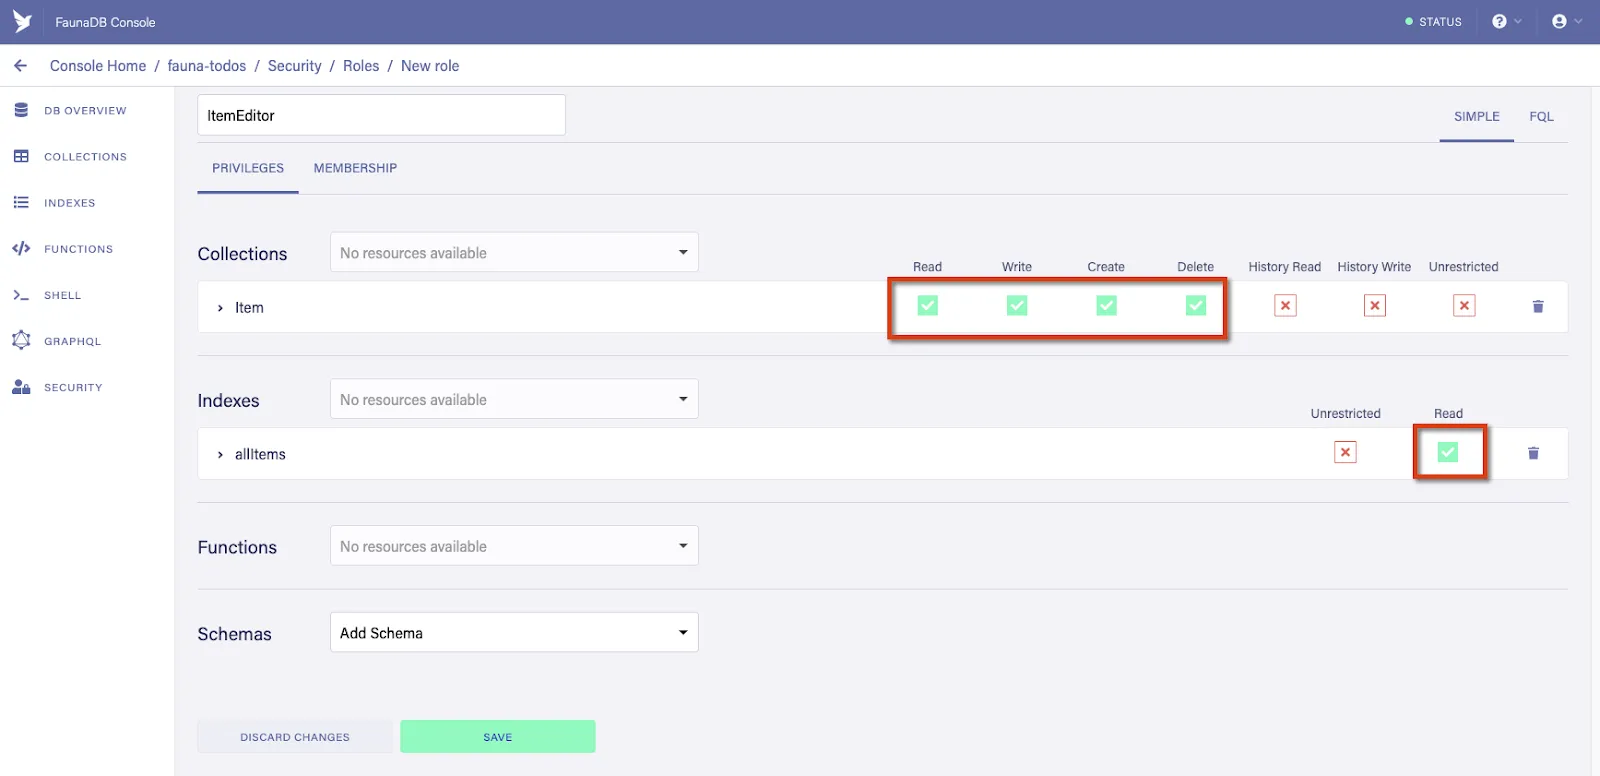 FaunaDB Console
STATUS
Console Home / fauna-todos / Security / Roles / New role
DB OVERVIEW
COLLECTIONS
INDEXES
FUNCTIONS
SHELL
GRAPHQL
SECURITY
ItemEditor
SIMPLE FQL
PRIVILEGES MEMBERSHIP
Collections No resources available
Read Write Create Delete History Read History Write Unrestricted
Item
Indexes No resources available
Unrestricted Read
allItems
Functions No resources available
Schemas Add Schema
DISCARD CHANGES SAVE